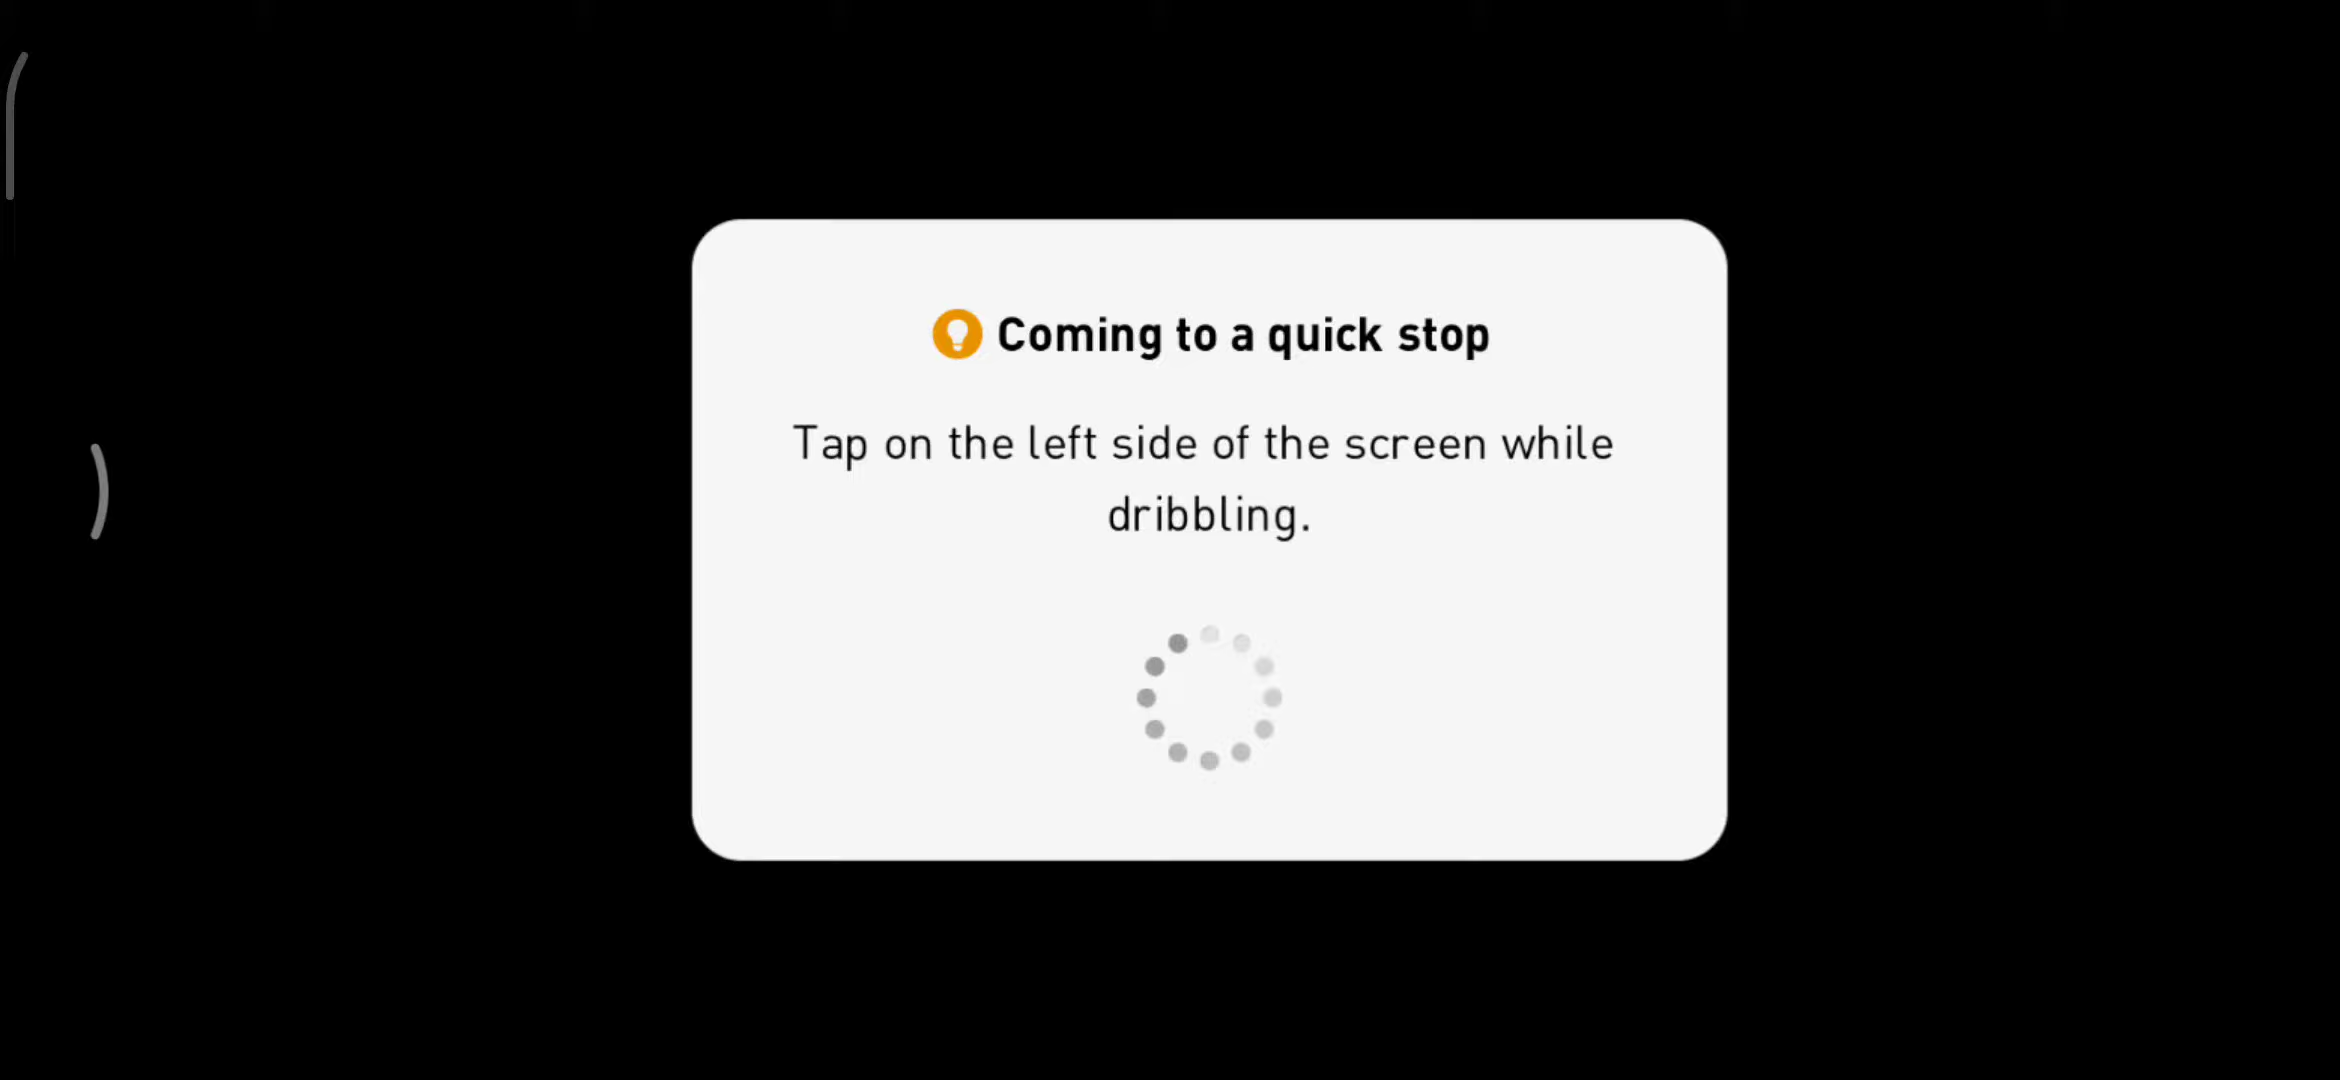 Coming to a quick stop
Tap on the left side of the screen while
dribbling.